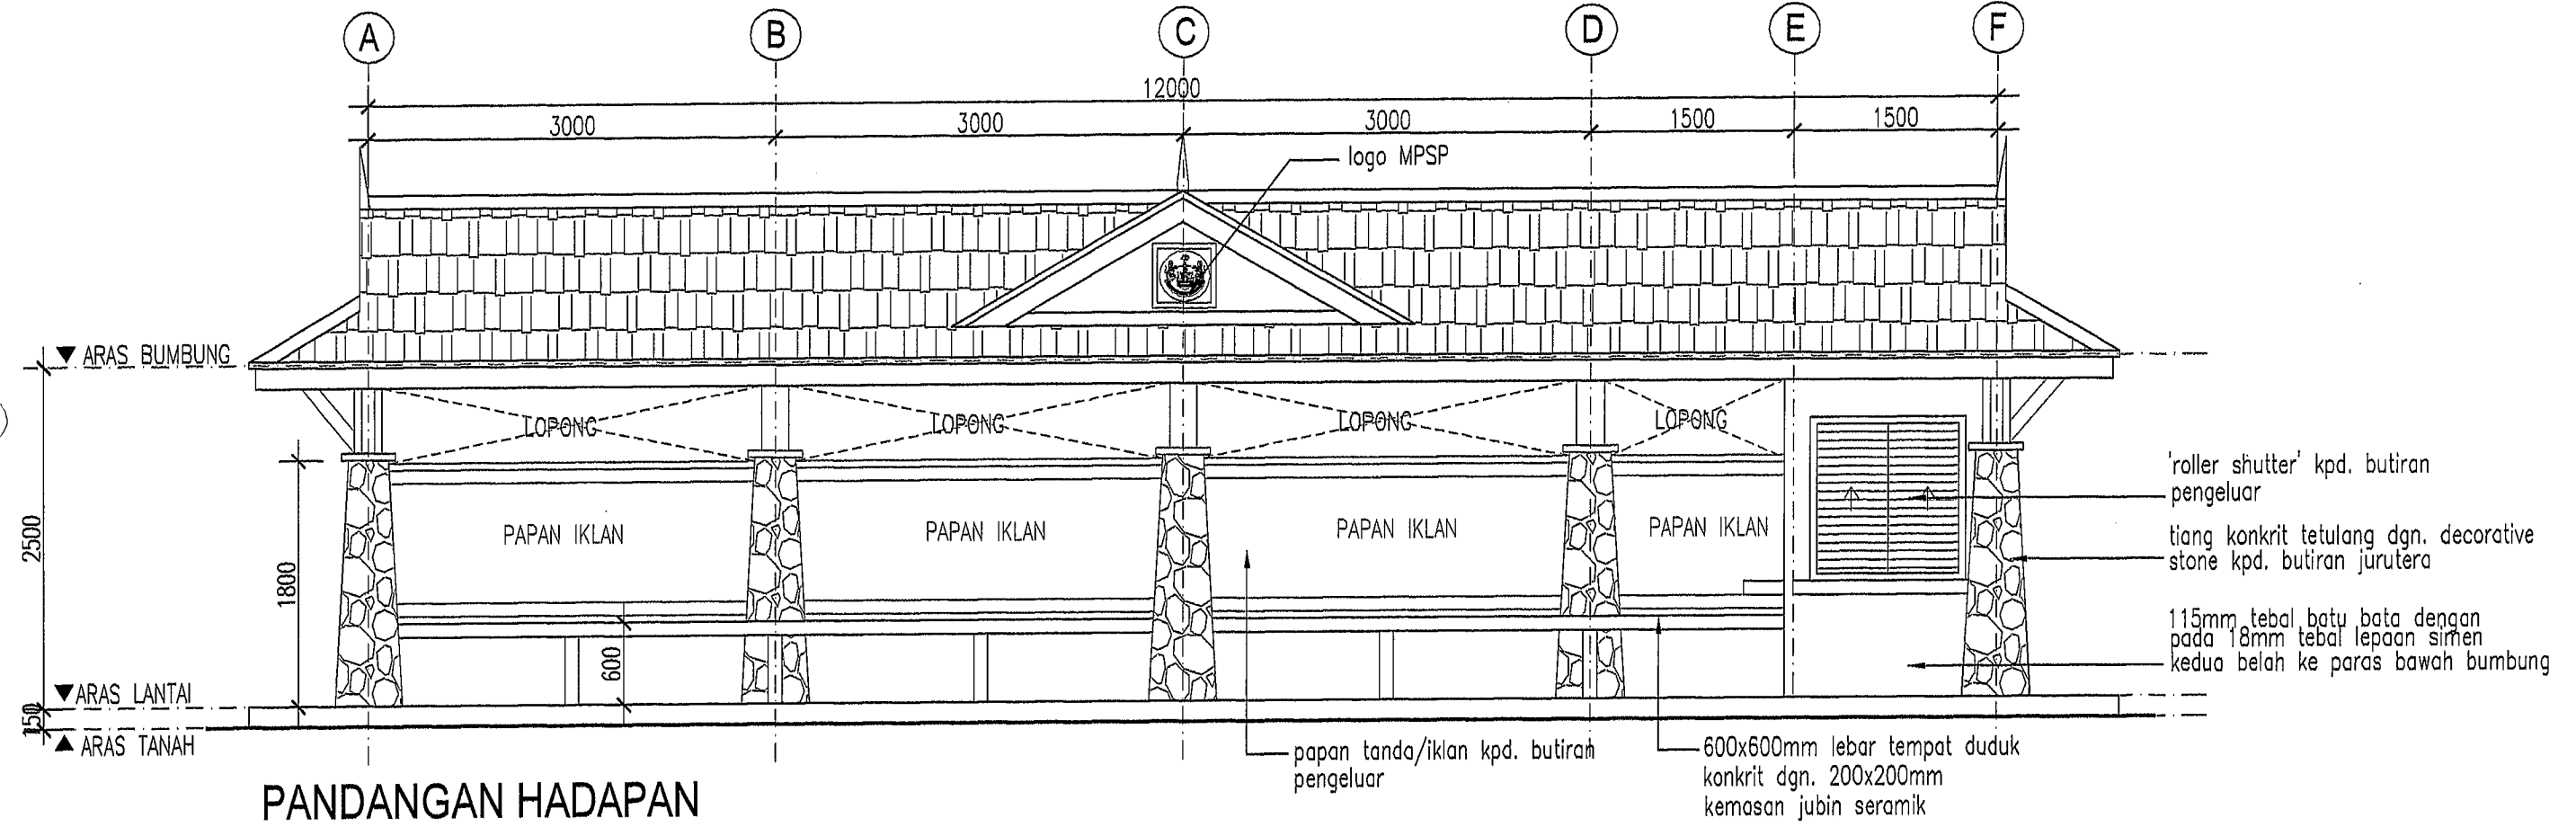 A
B
C
D
E
F
12000
3000
3000
3000
1500
1500
logo MPSP
ARAS BUMBUNG
LOPONG
LOPONG
LOPONG
LOPONG
'roller shutter' kpd. butiran
pengeluar
PAPAN IKLAN
PAPAN IKLAN
PAPAN IKLAN
PAPAN IKLAN
tiang konkrit tetulang dgn. decorative
stone kpd. butiran jurutera
2500
1800
600
115mm tebal batu bata dengan
pada 18mm tebal lepaan simen
kedua belah ke paras bawah bumbung
ARAS LANTAI
150
ARAS TANAH
papan tanda/iklan kpd. butiran
pengeluar
600x600mm lebar tempat duduk
konkrit dgn. 200x200mm
kemasan jubin seramik
PANDANGAN HADAPAN